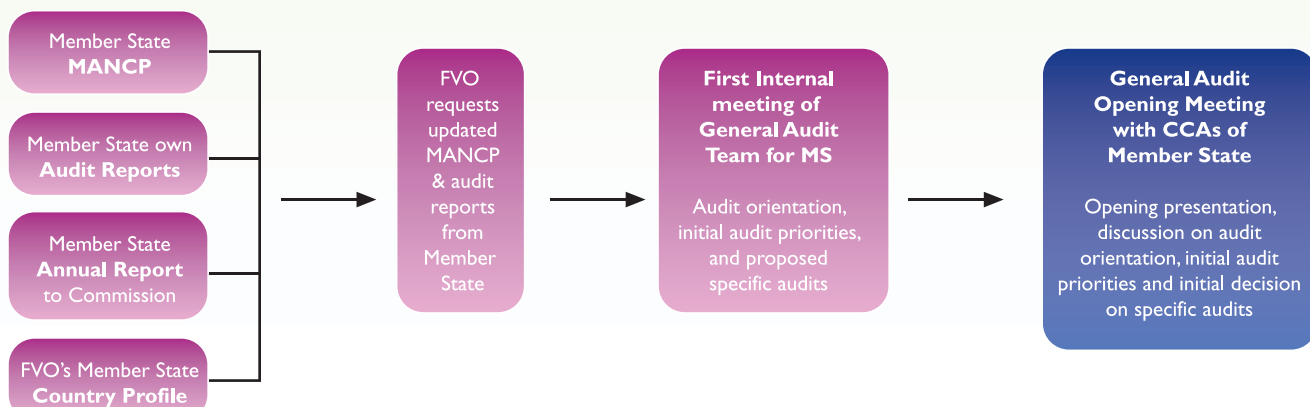 Member State
MANCP
Member State own
Audit Reports
Member State
Annual Report
to Commission
FVO's Member State
Country Profile
FVO
requests
updated
MANCP
& audit
reports
from
Member
State
First Internal
meeting of
General Audit
Team for MS
Audit orientation,
initial audit priorities,
and proposed
specific audits
General Audit
Opening Meeting
with CCAs of
Member State
Opening presentation,
discussion on audit
orientation, initial audit
priorities and initial decision
on specific audits